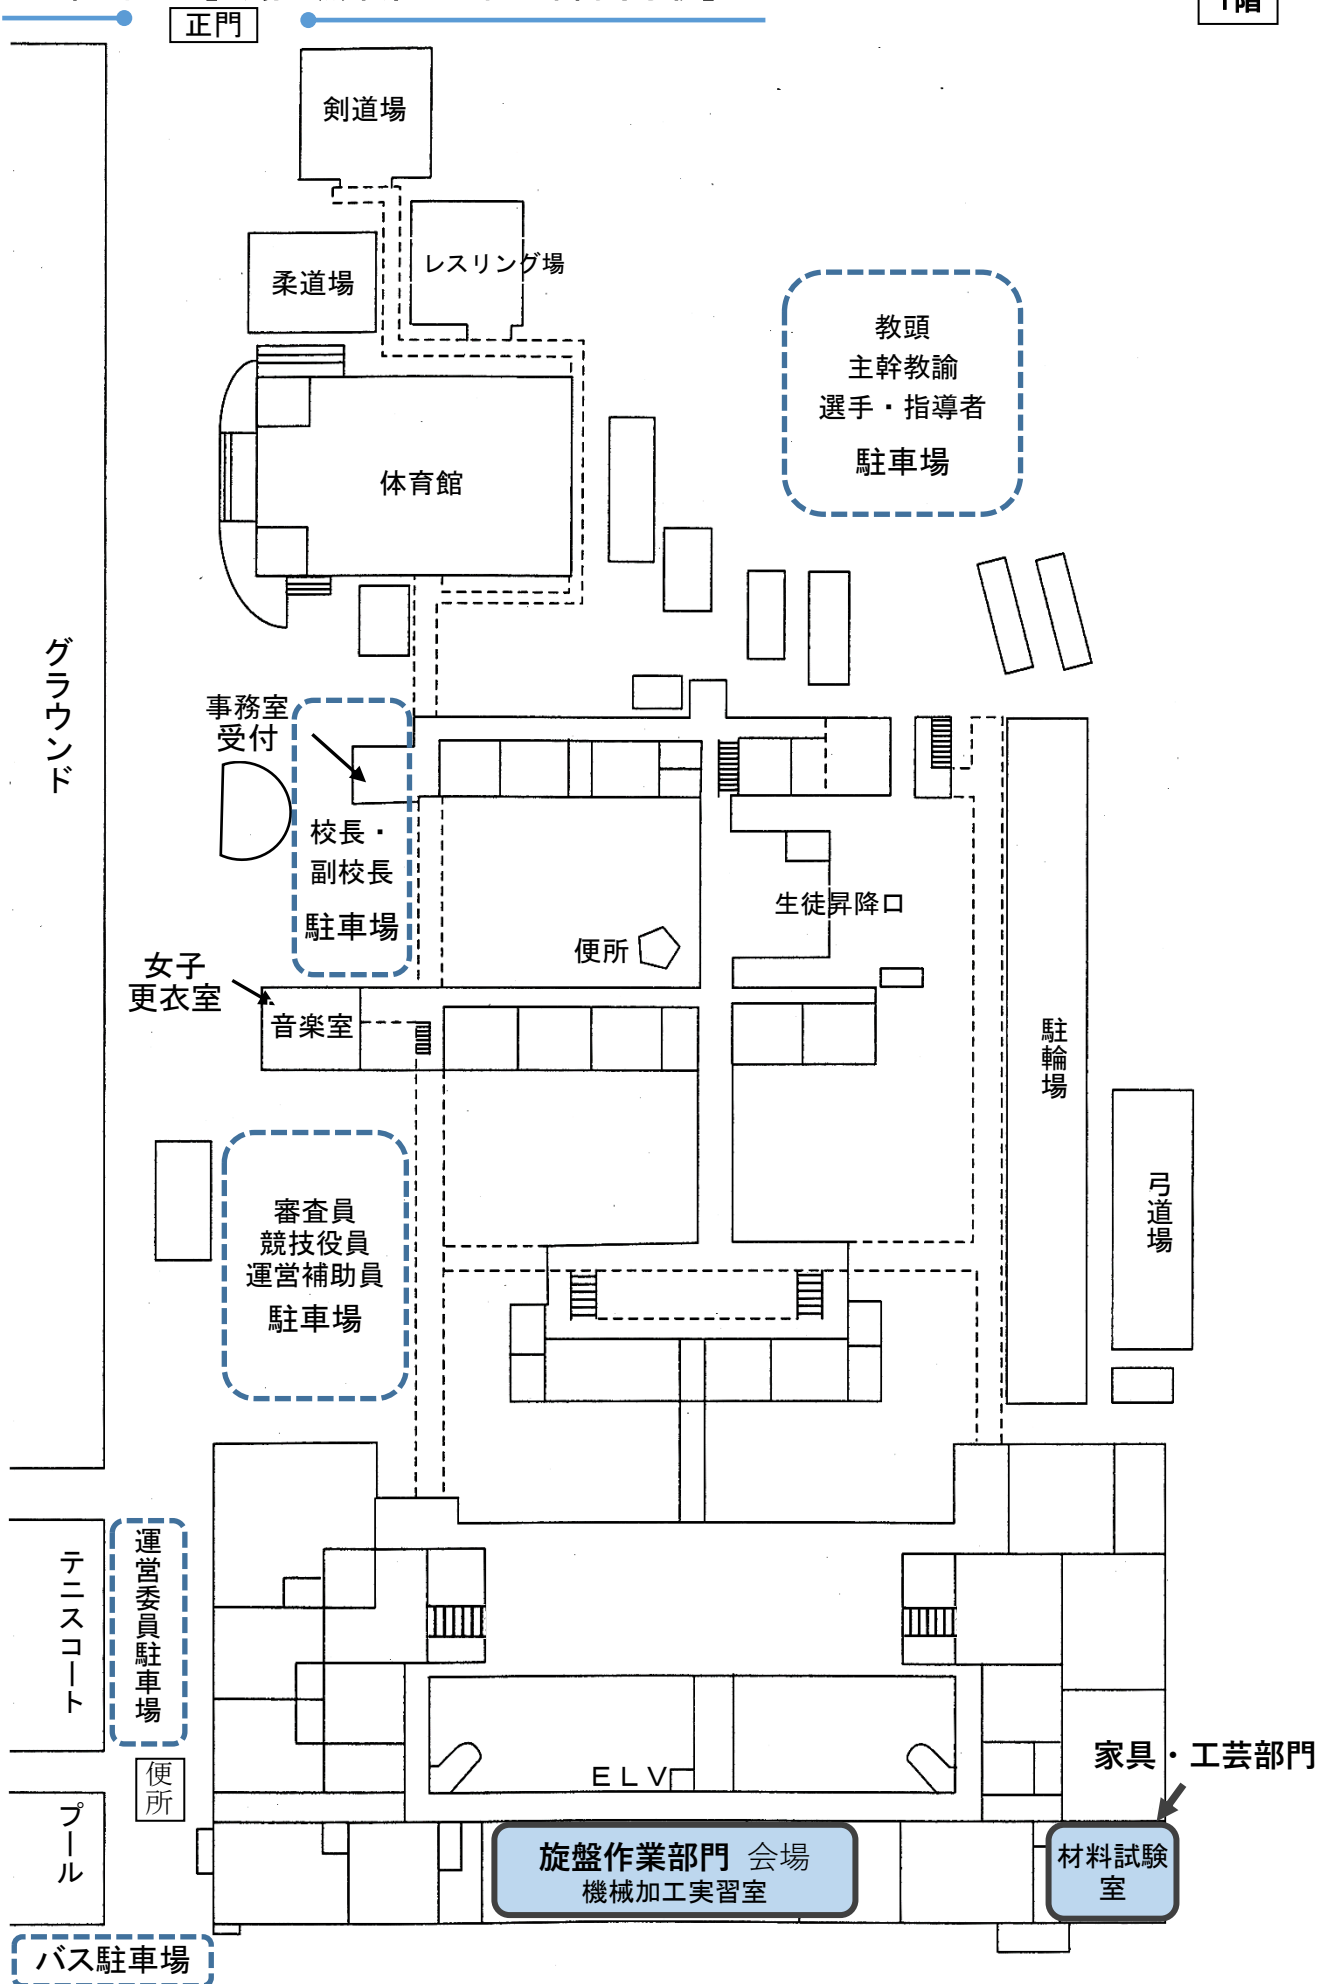 正門
1階
剣道場
レスリング場
柔道場
教頭
主幹教諭
選手・指導者
駐車場
体育館
グラウンド
事務室
受付
校長・
副校長
駐車場
生徒昇降口
便所
女子
更衣室
音楽室
駐輪場
弓道場
審査員
競技役員
運営補助員
駐車場
テニスコート
運営委員駐車場
家具・工芸部門
便所
ELV
プール
旋盤作業部門 会場
機械加工実習室
材料試験
室
バス駐車場